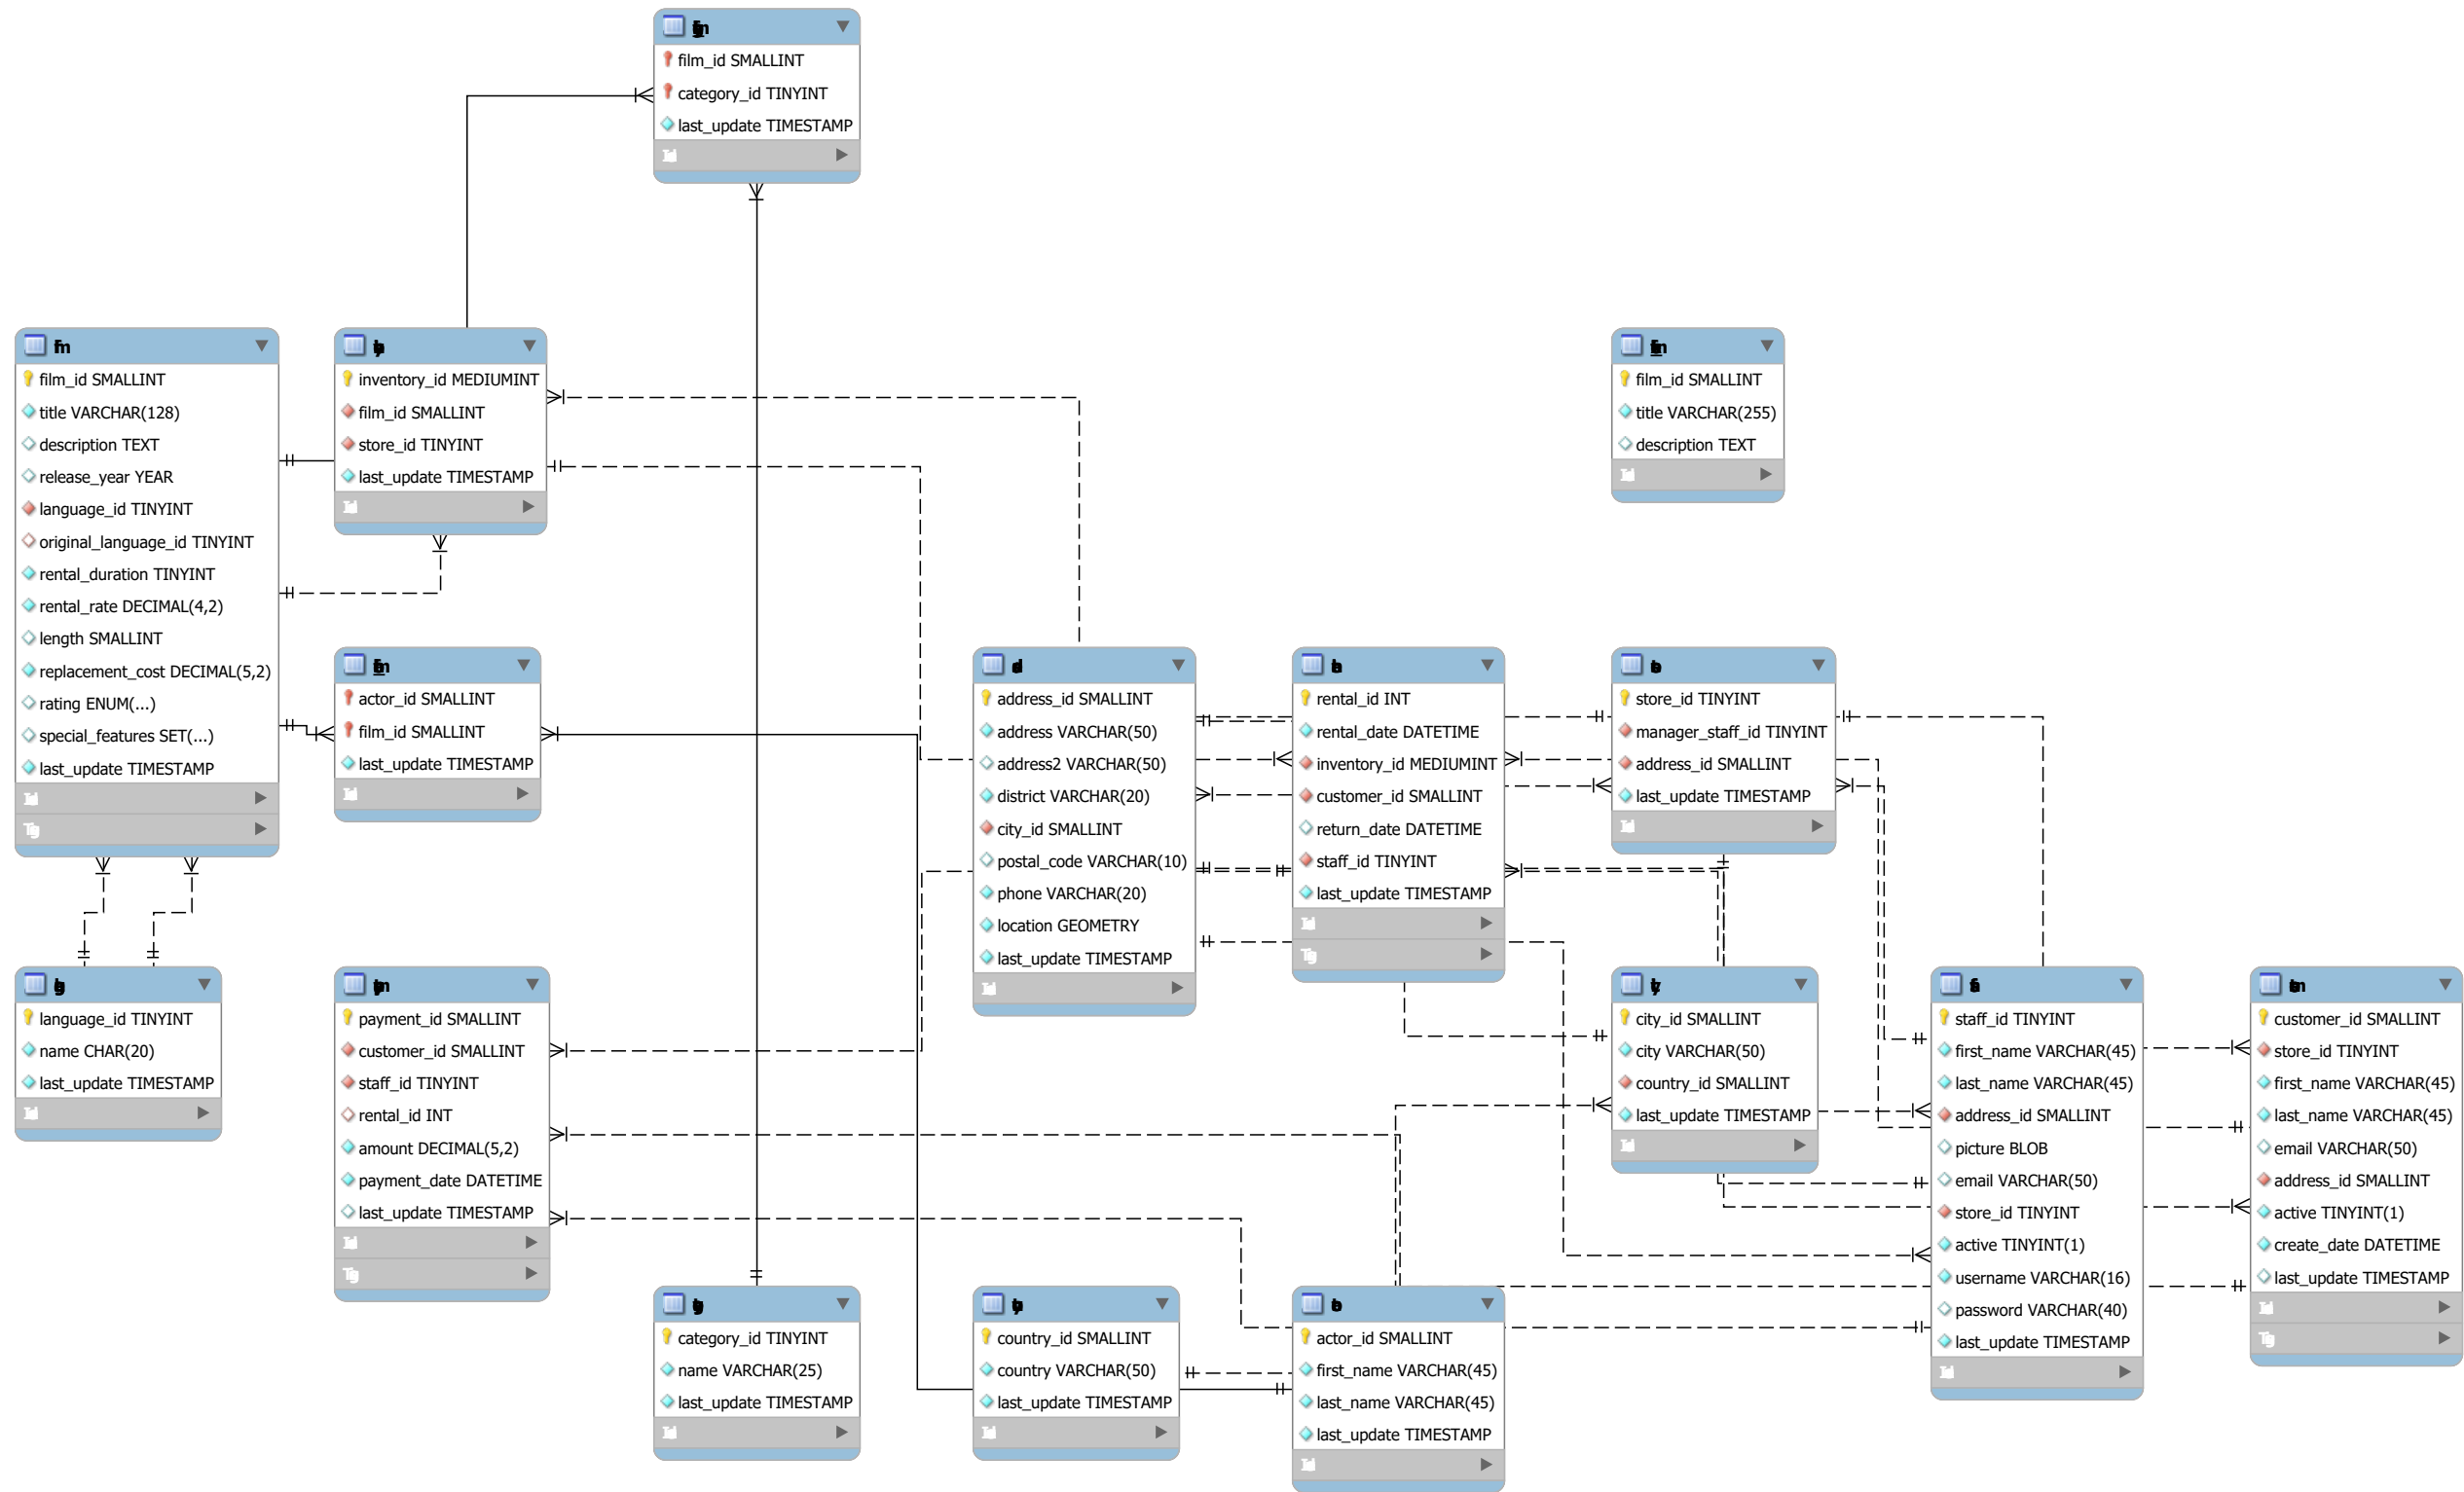 film_id SMALLINT
category_id TINYINT
last_update TIMESTAMP
film_id SMALLINT
title VARCHAR(128)
description TEXT
release_year YEAR
language_id TINYINT
original_language_id TINYINT
rental_duration TINYINT
rental_rate DECIMAL(4,2)
length SMALLINT
replacement_cost DECIMAL(5,2)
rating ENUM(...)
special_features SET(...)
last_update TIMESTAMP
inventory_id MEDIUMINT
film_id SMALLINT
store_id TINYINT
last_update TIMESTAMP
film_id SMALLINT
title VARCHAR(255)
description TEXT
actor_id SMALLINT
film_id SMALLINT
last_update TIMESTAMP
address_id SMALLINT
address VARCHAR(50)
address2 VARCHAR(50)
district VARCHAR(20)
city_id SMALLINT
postal_code VARCHAR(10)
phone VARCHAR(20)
location GEOMETRY
last_update TIMESTAMP
rental_id INT
rental_date DATETIME
inventory_id MEDIUMINT
customer_id SMALLINT
return_date DATETIME
staff_id TINYINT
last_update TIMESTAMP
store_id TINYINT
manager_staff_id TINYINT
address_id SMALLINT
last_update TIMESTAMP
language_id TINYINT
name CHAR(20)
last_update TIMESTAMP
payment_id SMALLINT
customer_id SMALLINT
staff_id TINYINT
rental_id INT
amount DECIMAL(5,2)
payment_date DATETIME
last_update TIMESTAMP
city_id SMALLINT
city VARCHAR(50)
country_id SMALLINT
last_update TIMESTAMP
staff_id TINYINT
first_name VARCHAR(45)
last_name VARCHAR(45)
address_id SMALLINT
picture BLOB
email VARCHAR(50)
store_id TINYINT
active TINYINT(1)
username VARCHAR(16)
password VARCHAR(40)
last_update TIMESTAMP
customer_id SMALLINT
store_id TINYINT
first_name VARCHAR(45)
last_name VARCHAR(45)
email VARCHAR(50)
address_id SMALLINT
active TINYINT(1)
create_date DATETIME
last_update TIMESTAMP
category_id TINYINT
name VARCHAR(25)
last_update TIMESTAMP
country_id SMALLINT
country VARCHAR(50)
last_update TIMESTAMP
actor_id SMALLINT
first_name VARCHAR(45)
last_name VARCHAR(45)
last_update TIMESTAMP